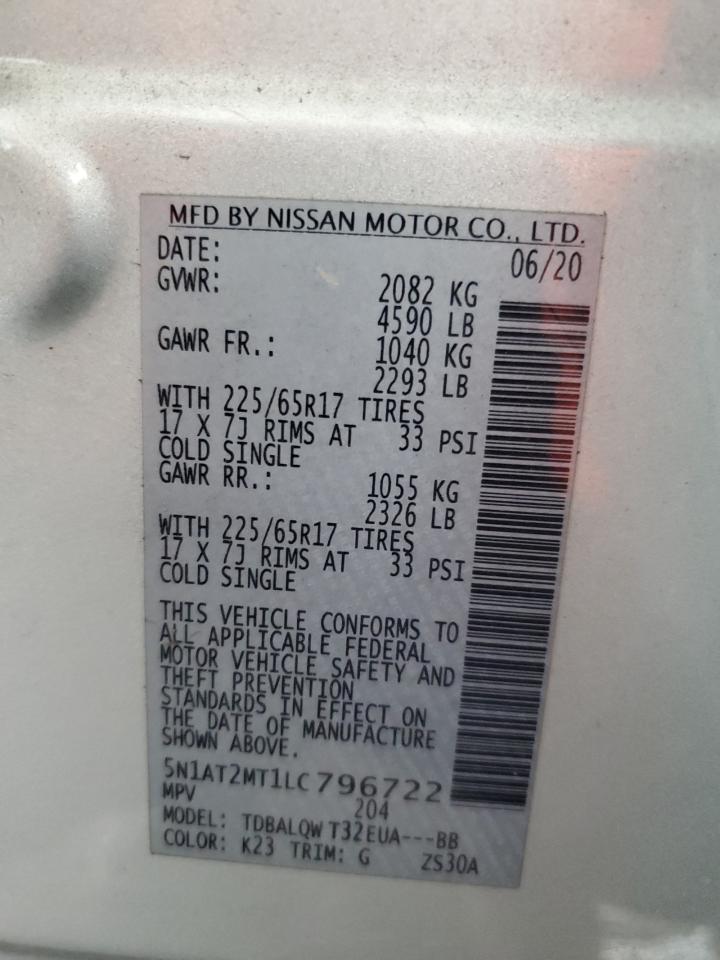 MFD BY NISSAN MOTOR CO., LTD.
DATE: 06/20
GVWR: 2082 KG
4590 LB
GAWR FR.: 1040 KG
2293 LB
WITH 225/65R17 TIRES
17 X 7J RIMS AT 33 PSI
COLD SINGLE
GAWR RR.: 1055 KG
2326 LB
WITH 225/65R17 TIRES
17 X 7J RIMS AT 33 PSI
COLD SINGLE
THIS VEHICLE CONFORMS TO
ALL APPLICABLE FEDERAL
MOTOR VEHICLE SAFETY AND
THEFT PREVENTION
STANDARDS IN EFFECT ON
THE DATE OF MANUFACTURE
SHOWN ABOVE.
5N1AT2MT1LC796722
MPV 204
MODEL: TDBALQW T32EUA---BB
COLOR: K23 TRIM: G ZS30A